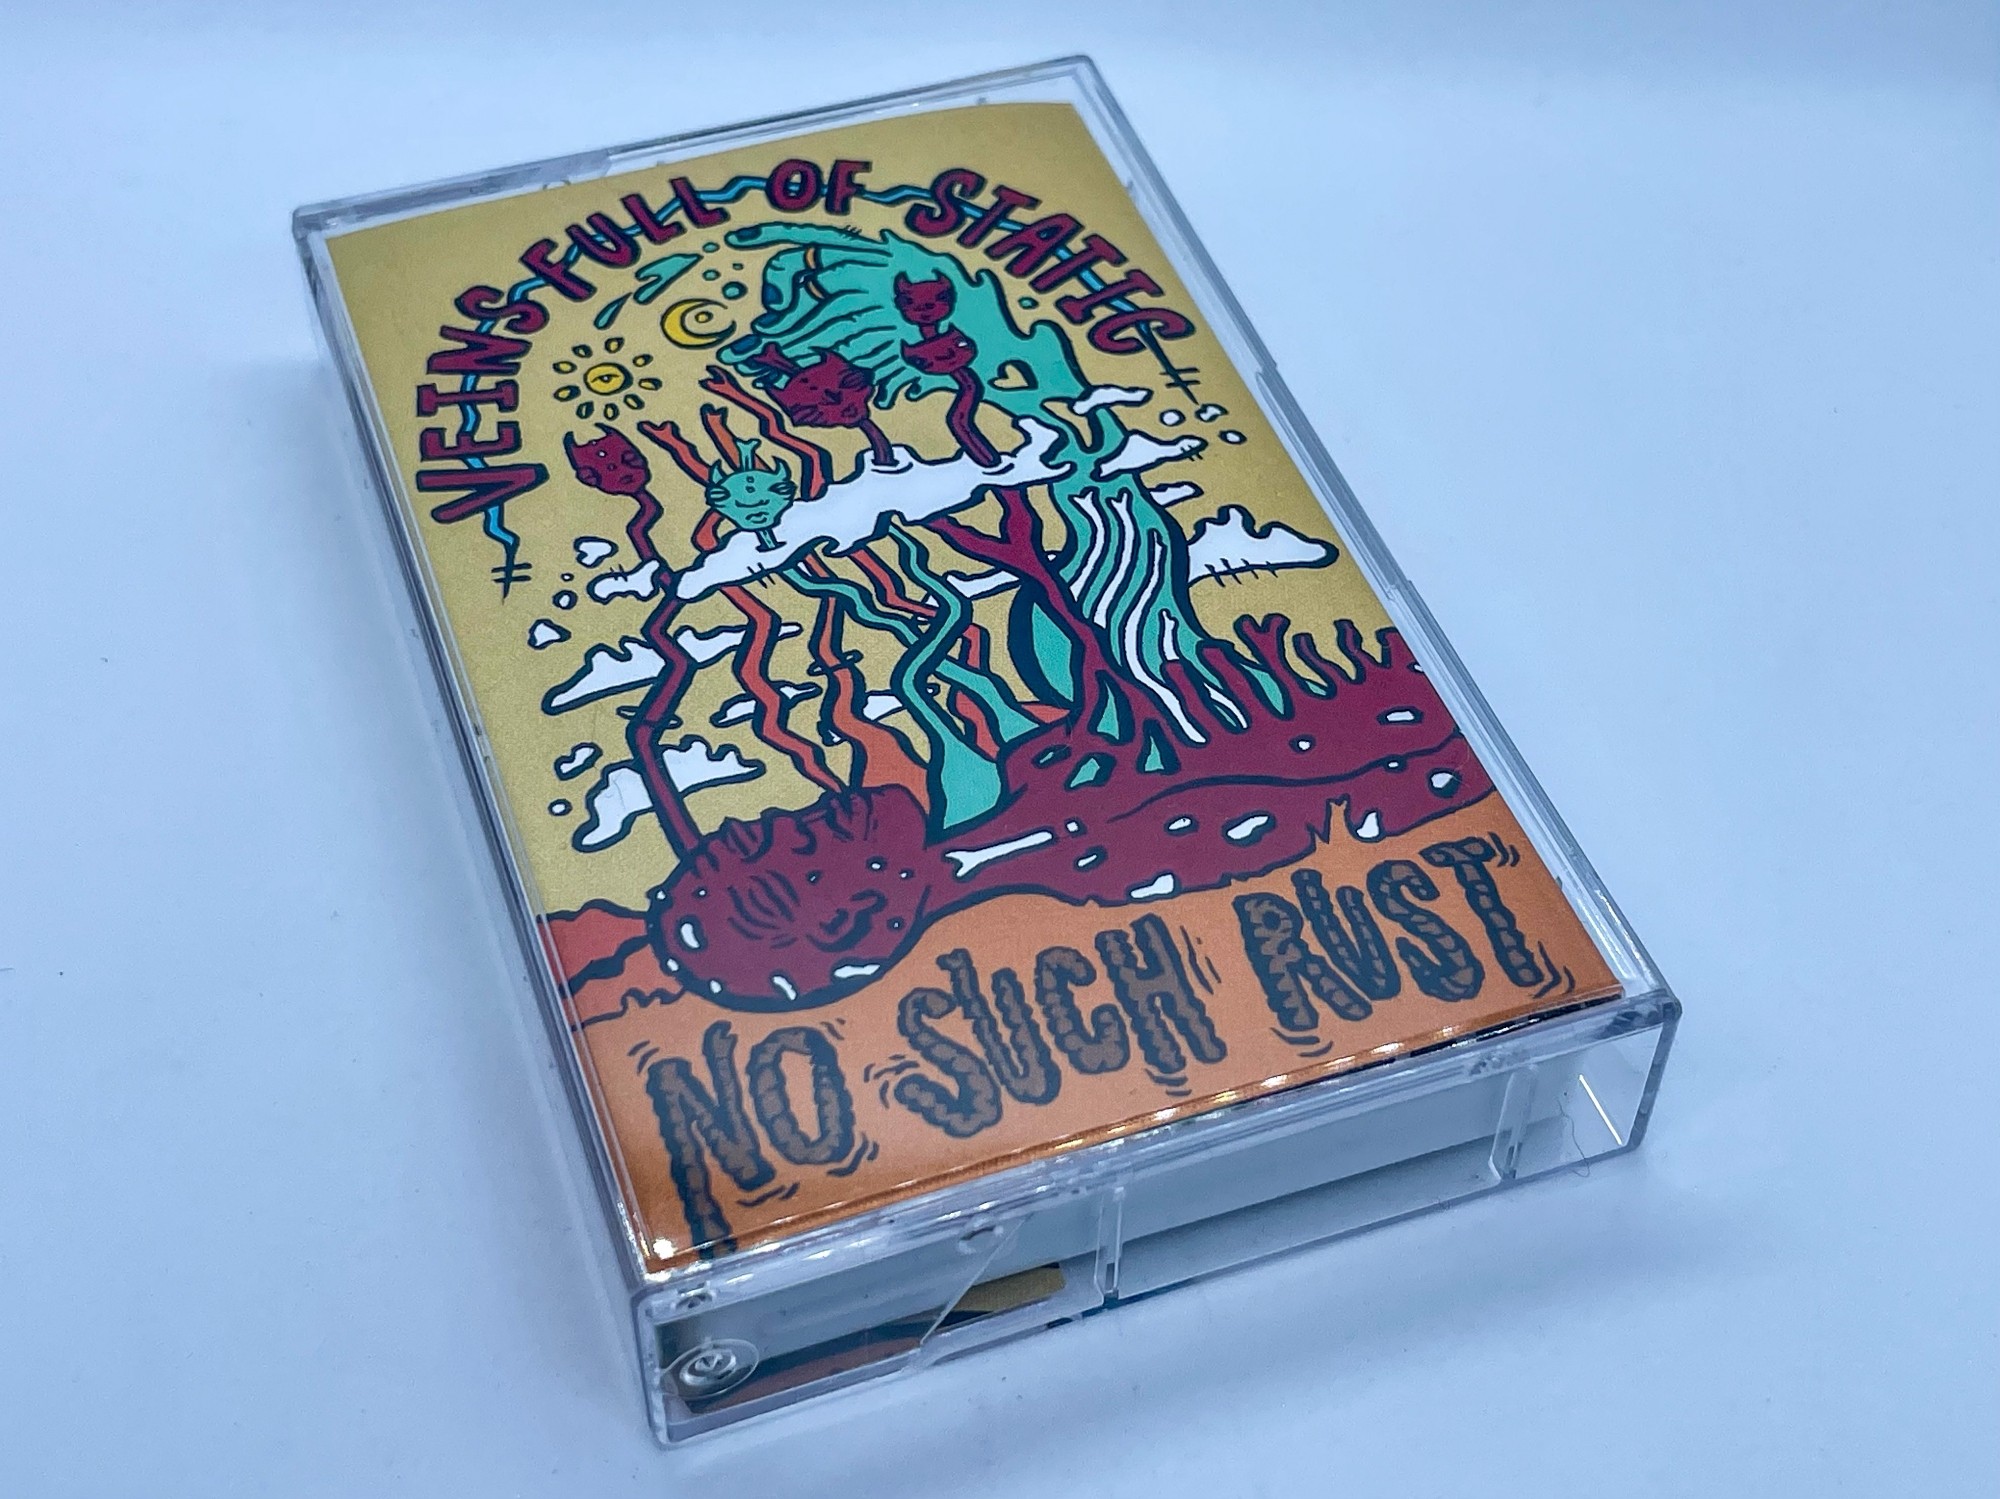 VEINS FULL OF STATIC
NO SUCH RUST